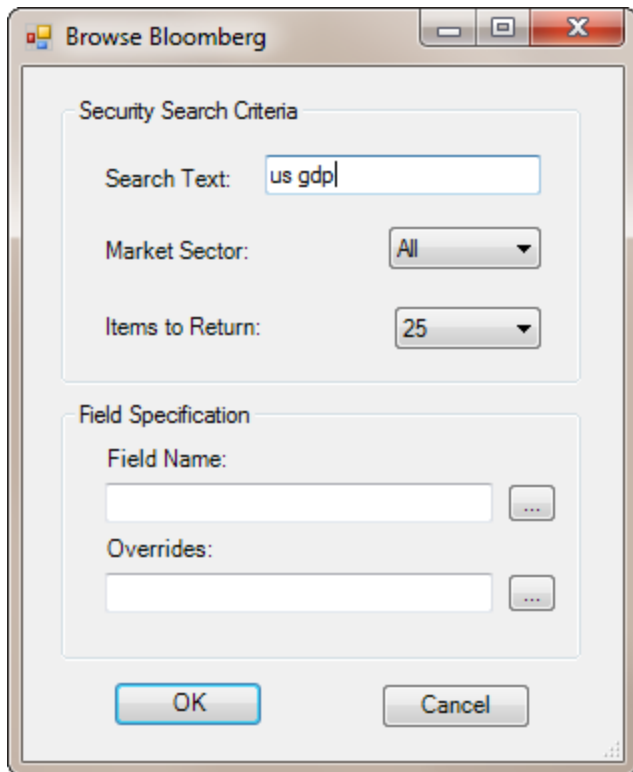 Browse Bloomberg
Security Search Criteria
Search Text: us gdp
Market Sector: All
Items to Return: 25
Field Specification
Field Name:
...
Overrides:
...
OK Cancel